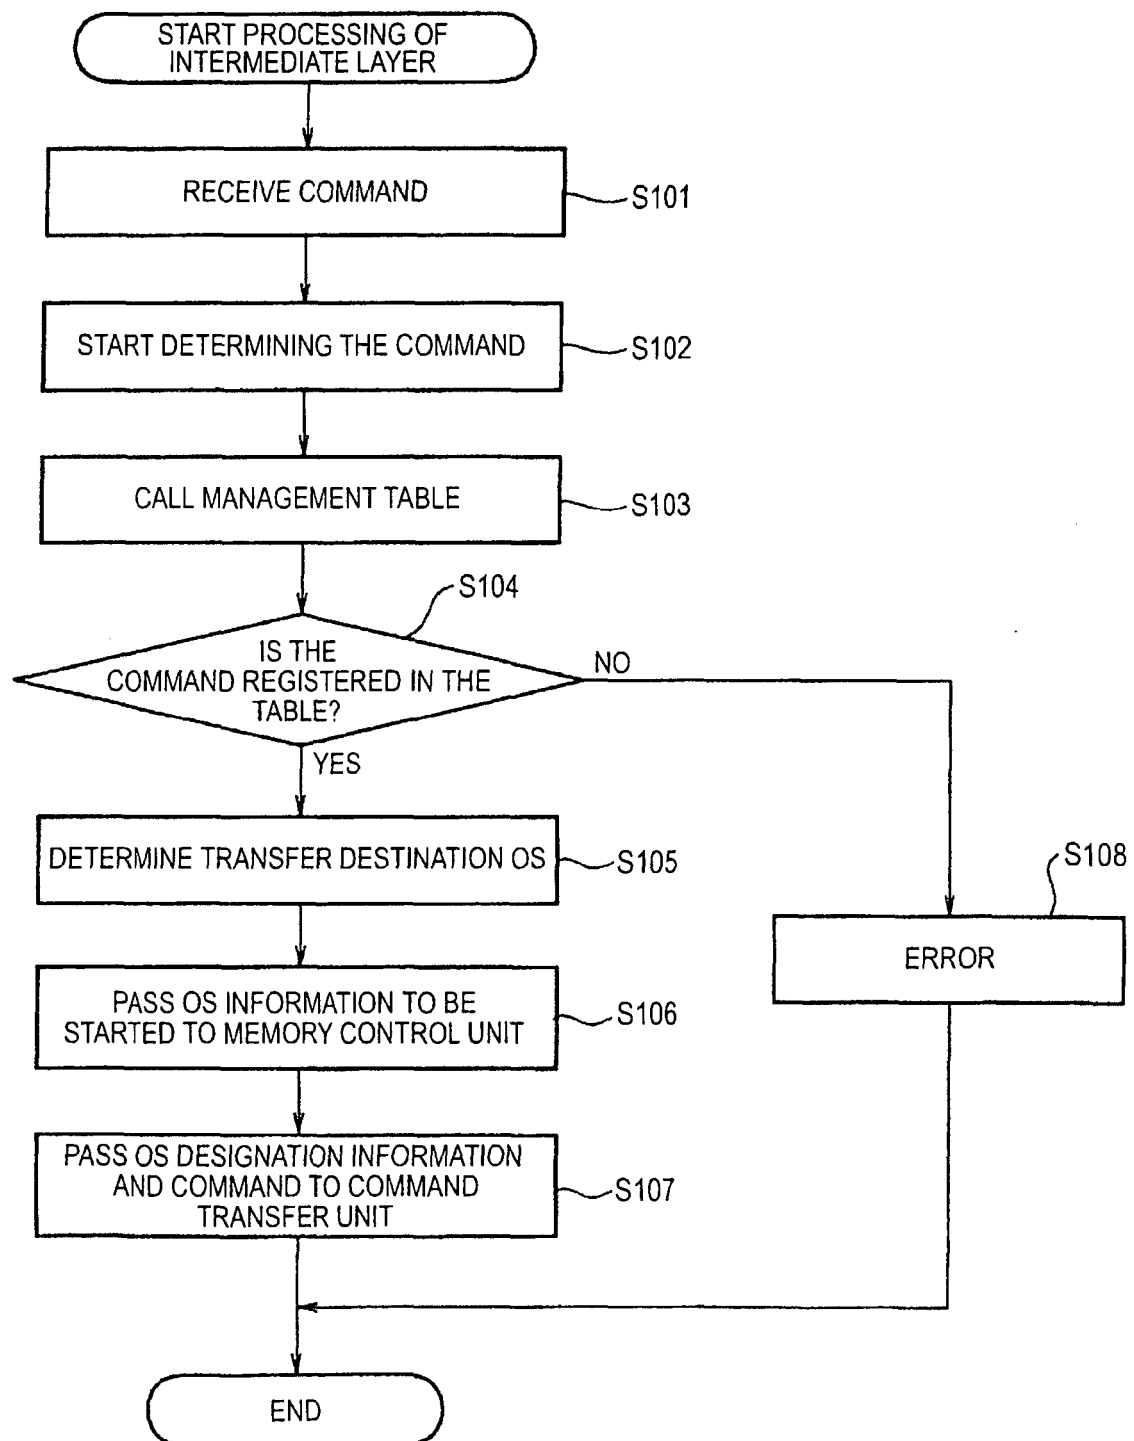 START PROCESSING OF
INTERMEDIATE LAYER
RECEIVE COMMAND
S101
START DETERMINING THE COMMAND
S102
CALL MANAGEMENT TABLE
S103
S104
IS THE
COMMAND REGISTERED IN THE
TABLE?
NO
YES
DETERMINE TRANSFER DESTINATION OS
S105
S108
ERROR
PASS OS INFORMATION TO BE
STARTED TO MEMORY CONTROL UNIT
S106
PASS OS DESIGNATION INFORMATION
AND COMMAND TO COMMAND
TRANSFER UNIT
S107
END